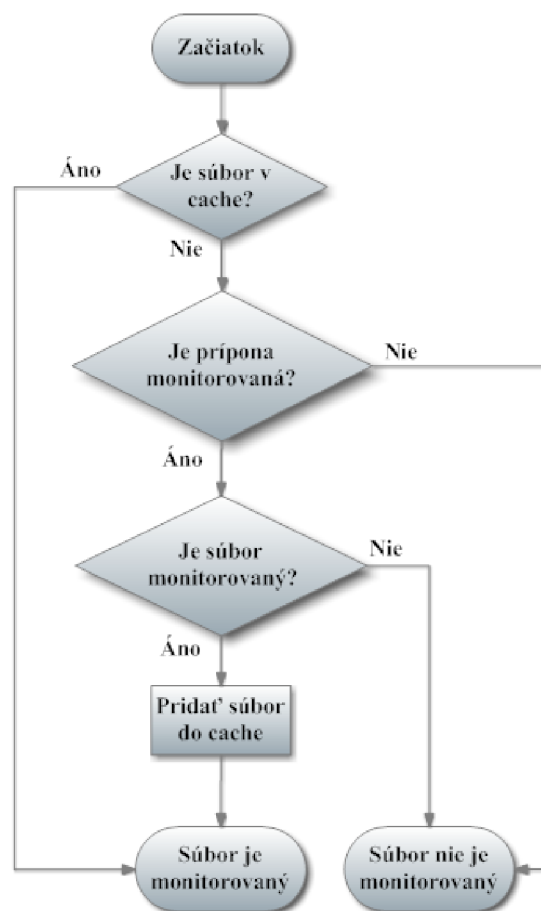 Začiatok
Áno
Je súbor v
cache?
Nie
Je prípona
monitorovaná?
Nie
Áno
Je súbor
monitorovaný?
Nie
Áno
Pridať súbor
do cache
Súbor je
monitorovaný
Súbor nie je
monitorovaný